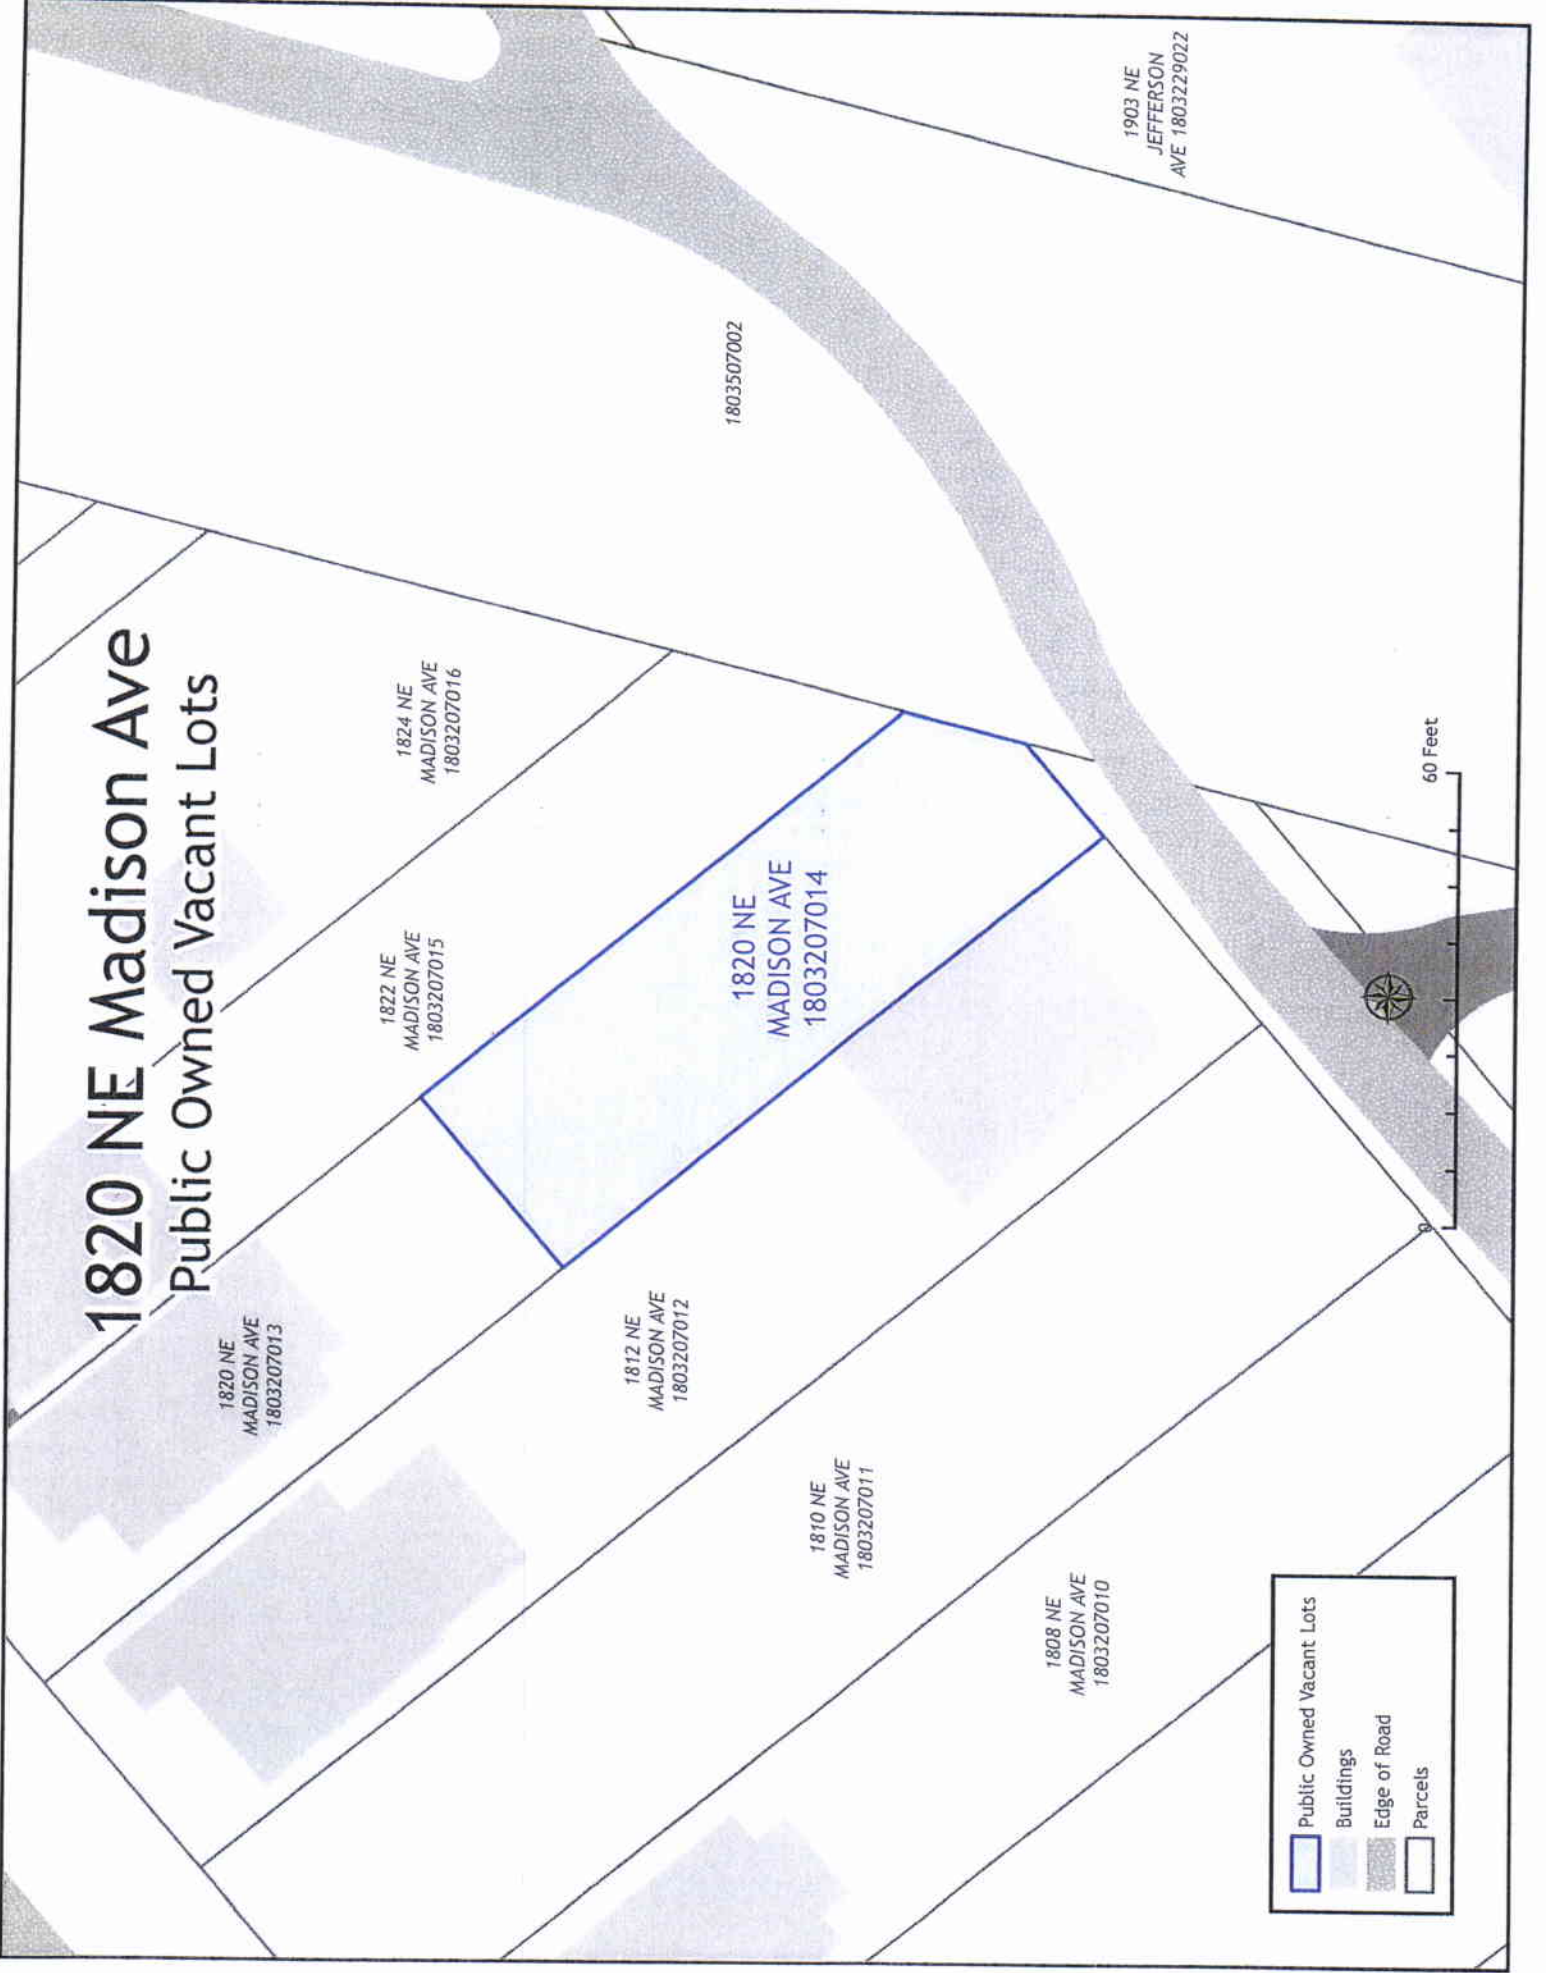 1820 NE Madison Ave
Public Owned Vacant Lots
1820 NE
MADISON AVE
1803207013
1822 NE
MADISON AVE
1803207015
1824 NE
MADISON AVE
1803207016
1812 NE
MADISON AVE
1803207012
1820 NE
MADISON AVE
1803207014
1803507002
1810 NE
MADISON AVE
1803207011
1808 NE
MADISON AVE
1803207010
1903 NE
JEFFERSON
AVE 1803229022
Public Owned Vacant Lots
Buildings
Edge of Road
Parcels
0
60 Feet